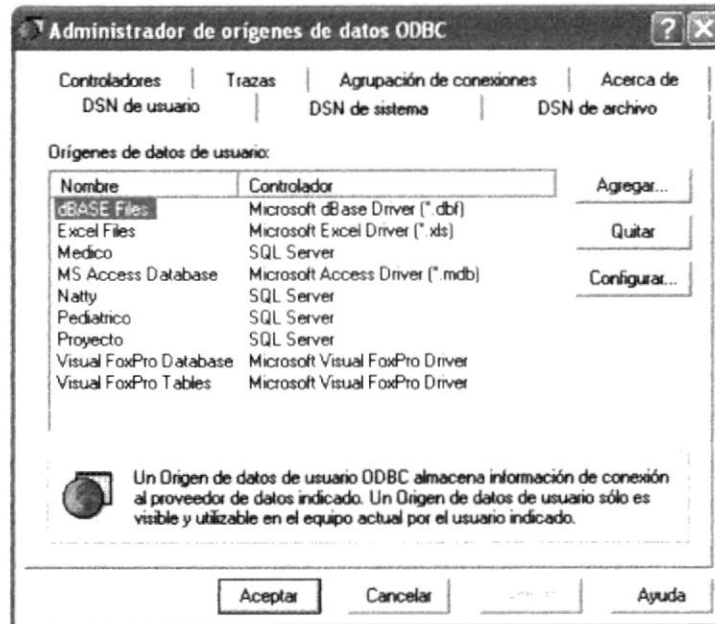 Administrador de orígenes de datos ODBC
Controladores Trazas Agrupación de conexiones Acerca de
DSN de usuario DSN de sistema DSN de archivo
Orígenes de datos de usuario:
Nombre Controlador
dBASE Files Microsoft dBase Driver (*.dbf)
Excel Files Microsoft Excel Driver (*.xls)
Medico SQL Server
MS Access Database Microsoft Access Driver (*.mdb)
Natty SQL Server
Pediatrico SQL Server
Proyecto SQL Server
Visual FoxPro Database Microsoft Visual FoxPro Driver
Visual FoxPro Tables Microsoft Visual FoxPro Driver
Agregar...
Quitar
Configurar...
Un Origen de datos de usuario ODBC almacena información de conexión
al proveedor de datos indicado. Un Origen de datos de usuario sólo es
visible y utilizable en el equipo actual por el usuario indicado.
Aceptar Cancelar Ayuda